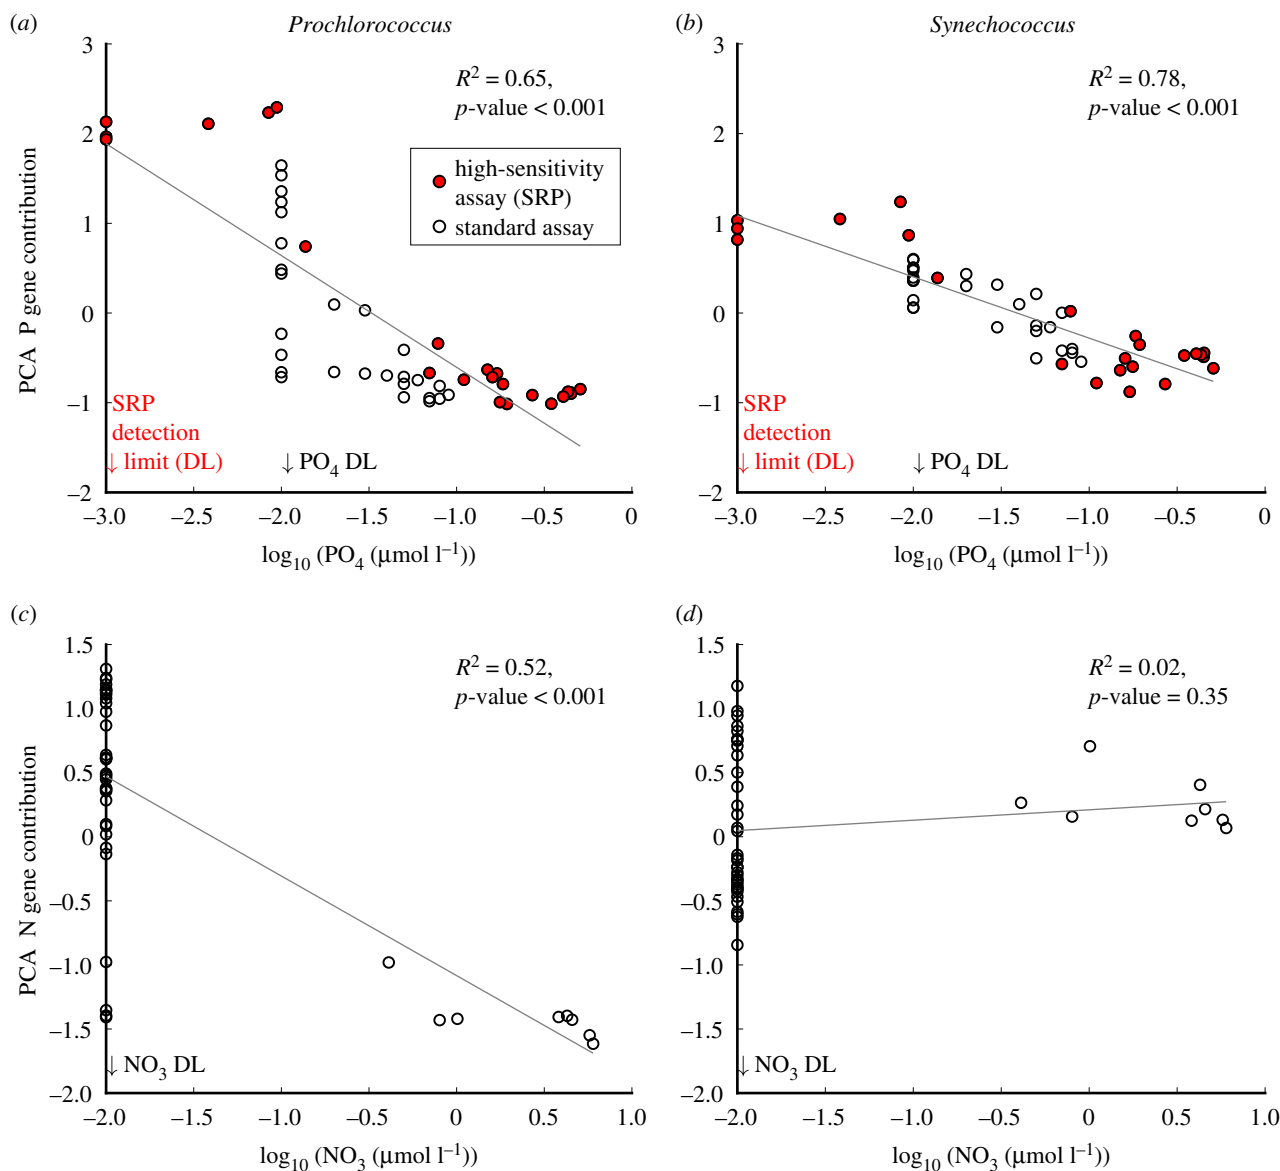 (a)
Prochlorococcus
3
2
1
0
–1
–2
PCA P gene contribution
R² = 0.65,
p-value < 0.001
high-sensitivity
assay (SRP)
standard assay
SRP
detection
↓ limit (DL)
↓ PO₄ DL
–3.0
–2.5
–2.0
–1.5
–1.0
–0.5
0
log₁₀ (PO₄ (µmol l⁻¹))
(b)
Synechococcus
3
2
1
0
–1
–2
R² = 0.78,
p-value < 0.001
SRP
detection
↓ limit (DL)
↓ PO₄ DL
–3.0
–2.5
–2.0
–1.5
–1.0
–0.5
0
log₁₀ (PO₄ (µmol l⁻¹))
(c)
1.5
1.0
0.5
0
–0.5
–1.0
–1.5
–2.0
PCA N gene contribution
R² = 0.52,
p-value < 0.001
↓ NO₃ DL
–2.0
–1.5
–1.0
–0.5
0
0.5
1.0
log₁₀ (NO₃ (µmol l⁻¹))
(d)
1.5
1.0
0.5
0
–0.5
–1.0
–1.5
–2.0
R² = 0.02,
p-value = 0.35
↓ NO₃ DL
–2.0
–1.5
–1.0
–0.5
0
0.5
1.0
log₁₀ (NO₃ (µmol l⁻¹))